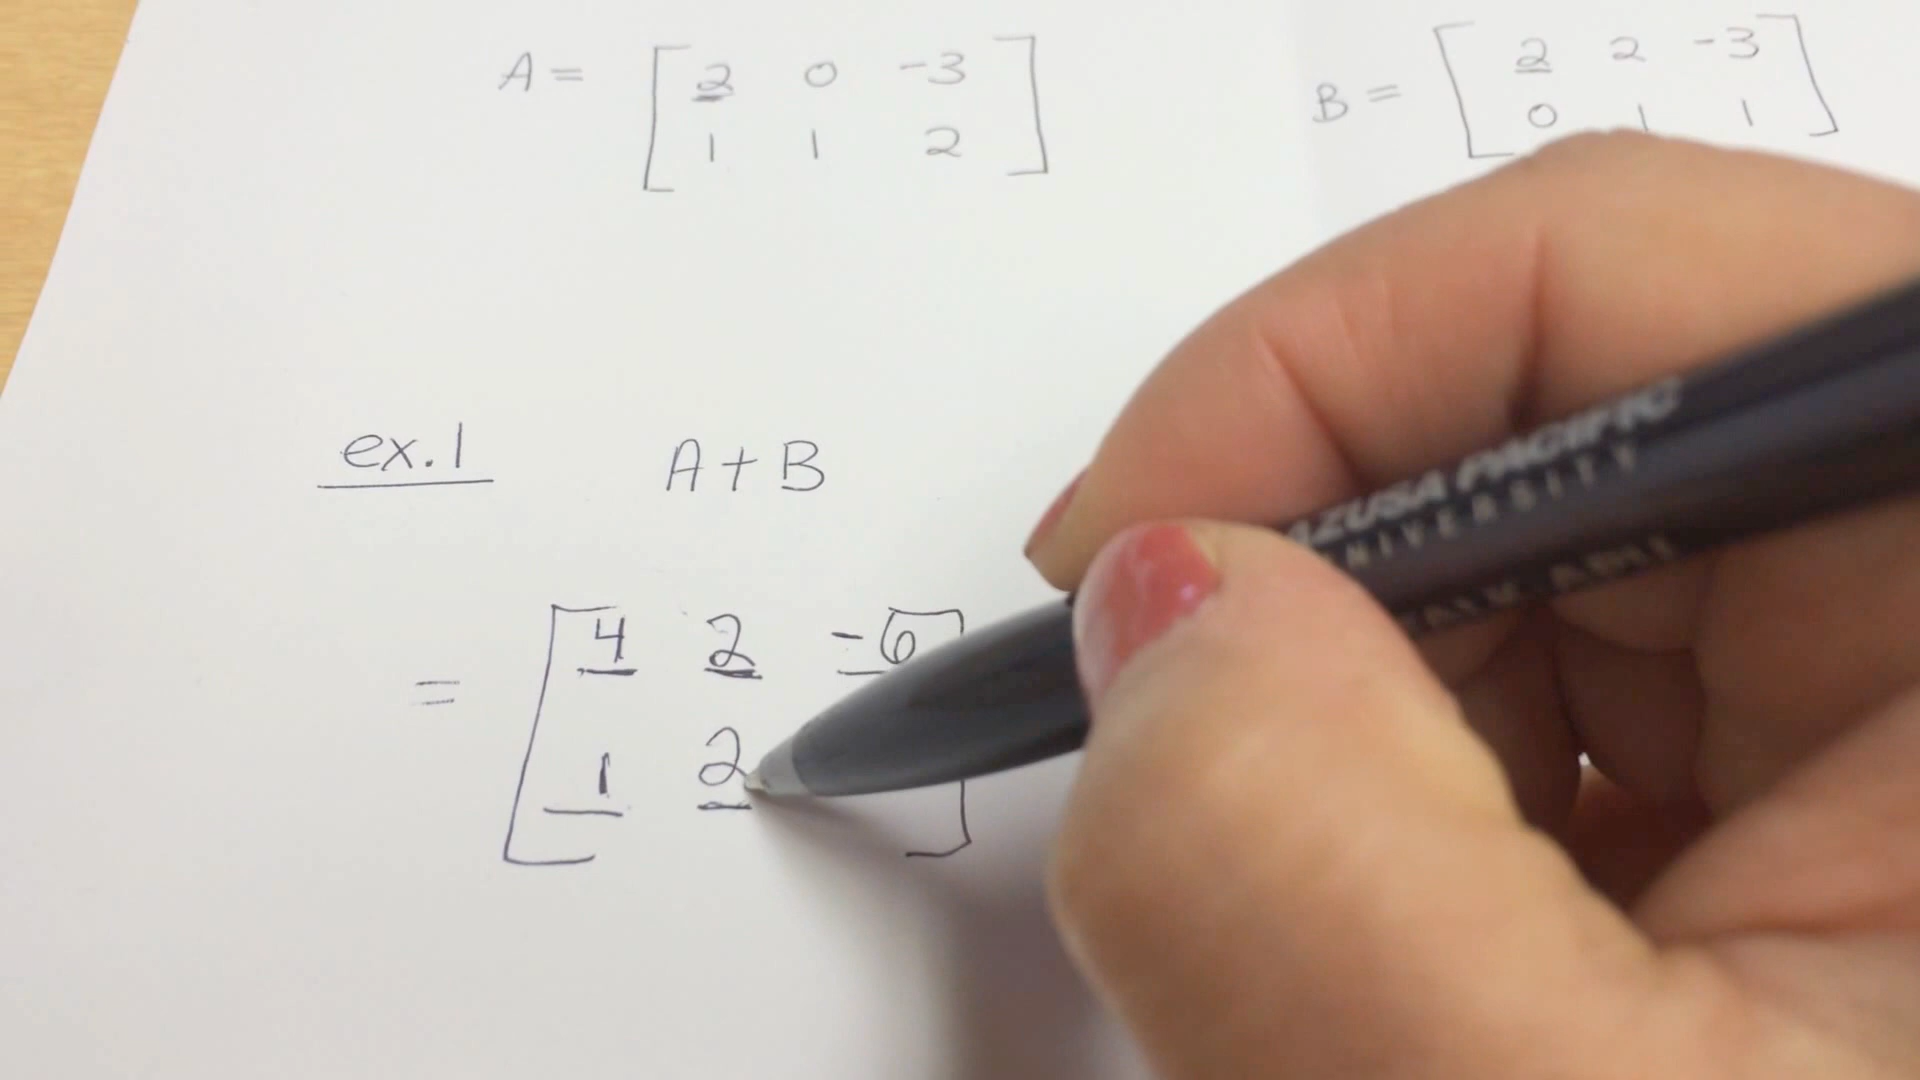 A = [ 2 0 -3
1 1 2 ]
B = [ 2 2 -3
0 1 1 ]
ex.1 A+B
= [ 4 2 -6
1 2 ]
AZUSA PACIFIC
UNIVERSITY